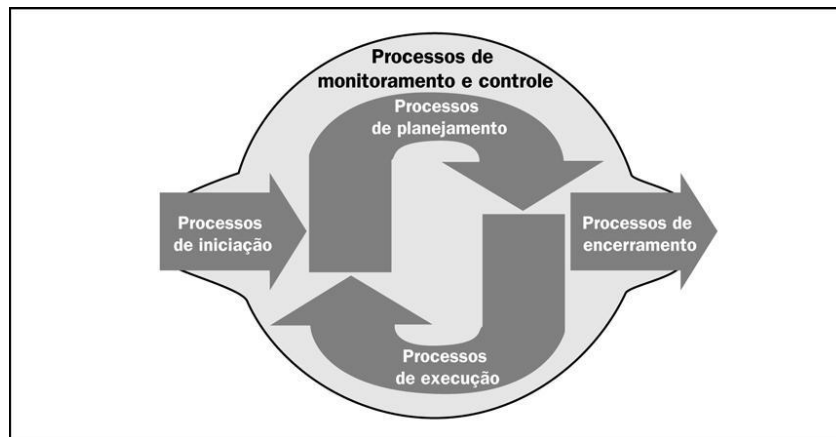 Processos de
monitoramento e controle
Processos
de planejamento
Processos
de iniciação
Processos de
encerramento
Processos
de execução